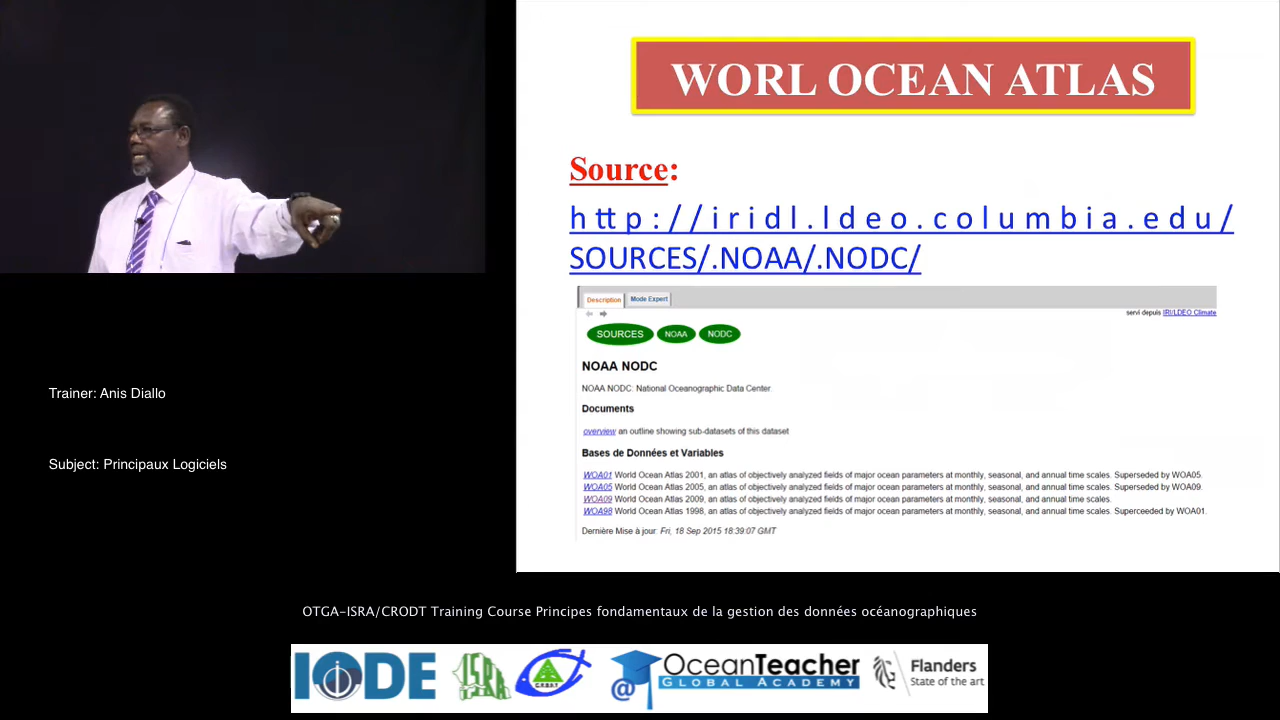 WORL OCEAN ATLAS
Source:
http://iridl.ldeo.columbia.edu/
SOURCES/.NOAA/.NODC/
Description Mode Expert
servi depuis IRI/LDEO Climate
SOURCES NOAA NODC
NOAA NODC
NOAA NODC: National Oceanographic Data Center.
Documents
overview an outline showing sub-datasets of this dataset
Bases de Données et Variables
WOA01 World Ocean Atlas 2001, an atlas of objectively analyzed fields of major ocean parameters at monthly, seasonal, and annual time scales. Superseded by WOA05.
WOA05 World Ocean Atlas 2005, an atlas of objectively analyzed fields of major ocean parameters at monthly, seasonal, and annual time scales. Superseded by WOA09.
WOA09 World Ocean Atlas 2009, an atlas of objectively analyzed fields of major ocean parameters at monthly, seasonal, and annual time scales.
WOA98 World Ocean Atlas 1998, an atlas of objectively analyzed fields of major ocean parameters at monthly, seasonal, and annual time scales. Superceeded by WOA01.
Dernière Mise à jour: Fri, 18 Sep 2015 18:39:07 GMT
Trainer: Anis Diallo
Subject: Principaux Logiciels
OTGA-ISRA/CRODT Training Course Principes fondamentaux de la gestion des données océanographiques
IODE
ISRA
C.R.O.D.T
@ OceanTeacher
GLOBAL ACADEMY
Flanders
State of the art